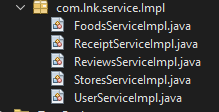 com.lnk.service.Impl
FoodsServiceImpl.java
ReceiptServiceImpl.java
ReviewsServiceImpl.java
StoresServiceImpl.java
UserServiceImpl.java